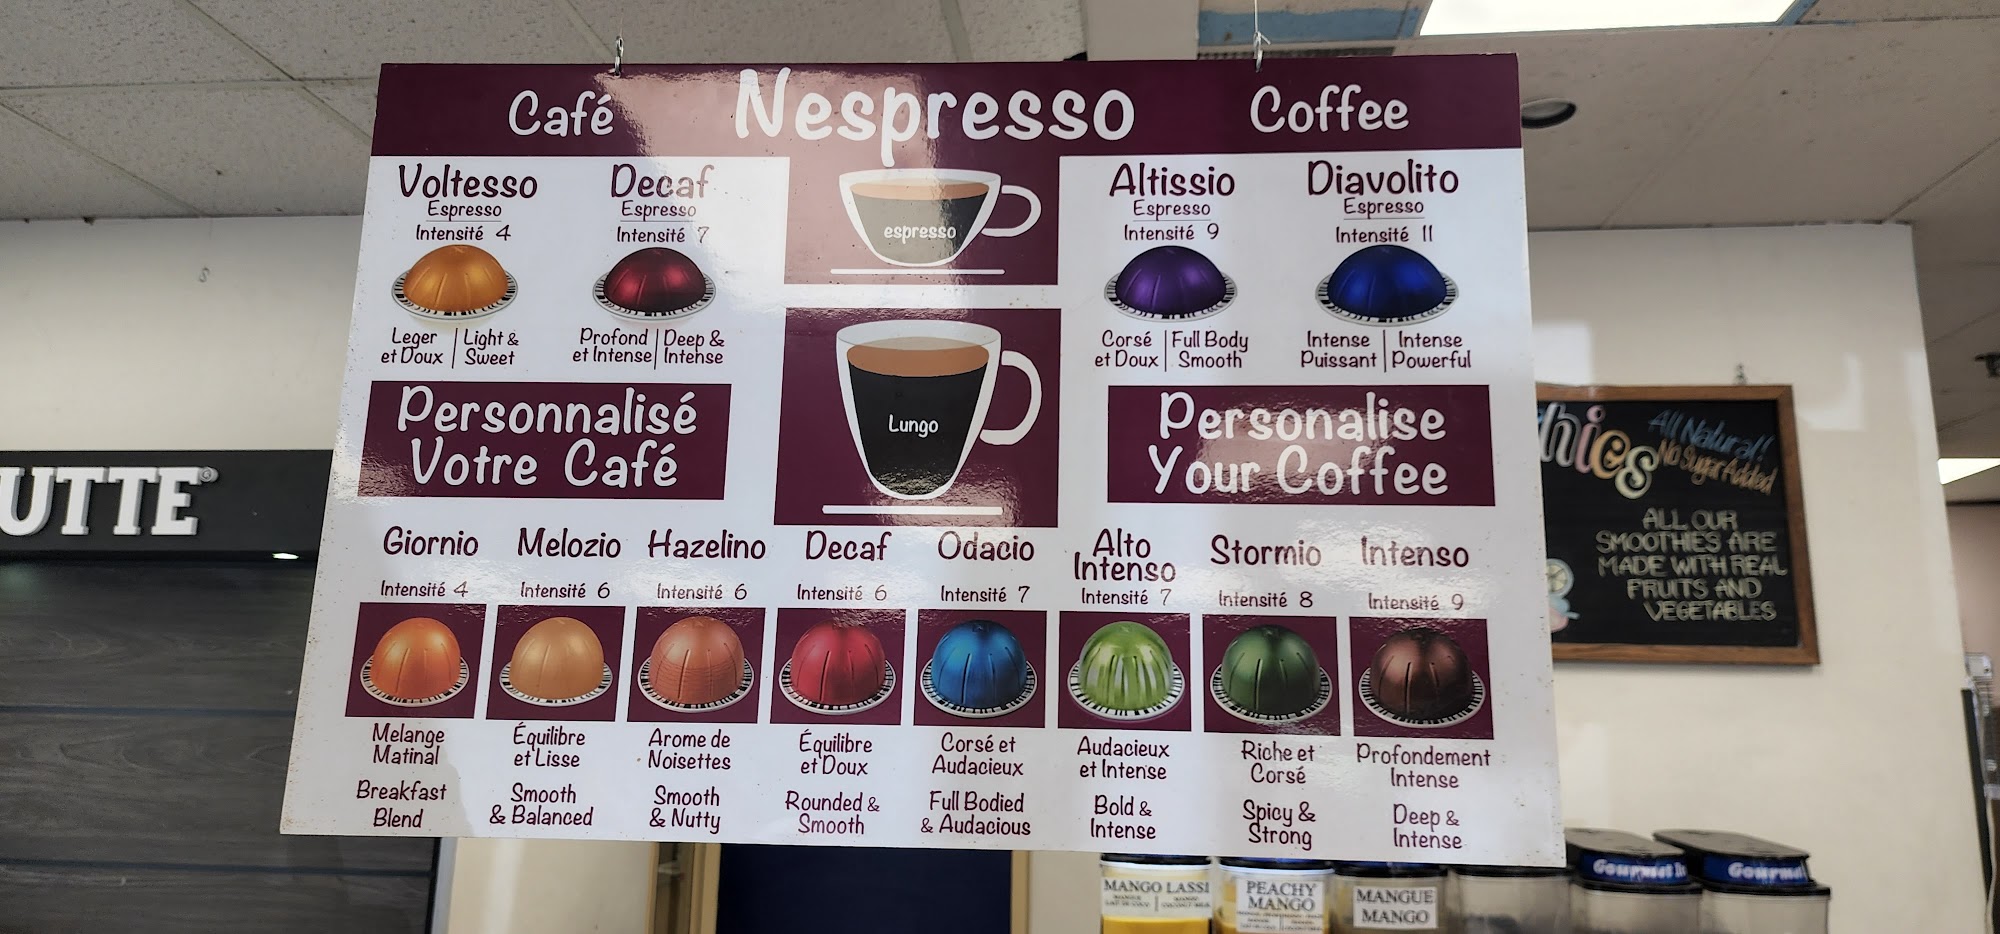 Café Nespresso Coffee
Voltesso
Espresso
Intensité 4
Leger
et Doux
Light &
Sweet
Decaf
Espresso
Intensité 7
Profond
et Intense
Deep &
Intense
espresso
Lungo
Altissio
Espresso
Intensité 9
Corsé
et Doux
Full Body
Smooth
Diavolito
Espresso
Intensité 11
Intense
Puissant
Intense
Powerful
Personnalisé
Votre Café
Personalise
Your Coffee
Giornio
Intensité 4
Melange
Matinal
Breakfast
Blend
Melozio
Intensité 6
Équilibre
et Lisse
Smooth
& Balanced
Hazelino
Intensité 6
Arome de
Noisettes
Smooth
& Nutty
Decaf
Intensité 6
Équilibre
et Doux
Rounded &
Smooth
Odacio
Intensité 7
Corsé et
Audacieux
Full Bodied
& Audacious
Alto
Intenso
Intensité 7
Audacieux
et Intense
Bold &
Intense
Stormio
Intensité 8
Riche et
Corsé
Spicy &
Strong
Intenso
Intensité 9
Profondement
Intense
Deep &
Intense
UTTE
hies
All Natural!
No Sugar Added
ALL OUR
SMOOTHIES ARE
MADE WITH REAL
FRUITS AND
VEGETABLES
MANGO LASSI
PEACHY
MANGO
MANGUE
MANGO
Gourmet
Gourmet